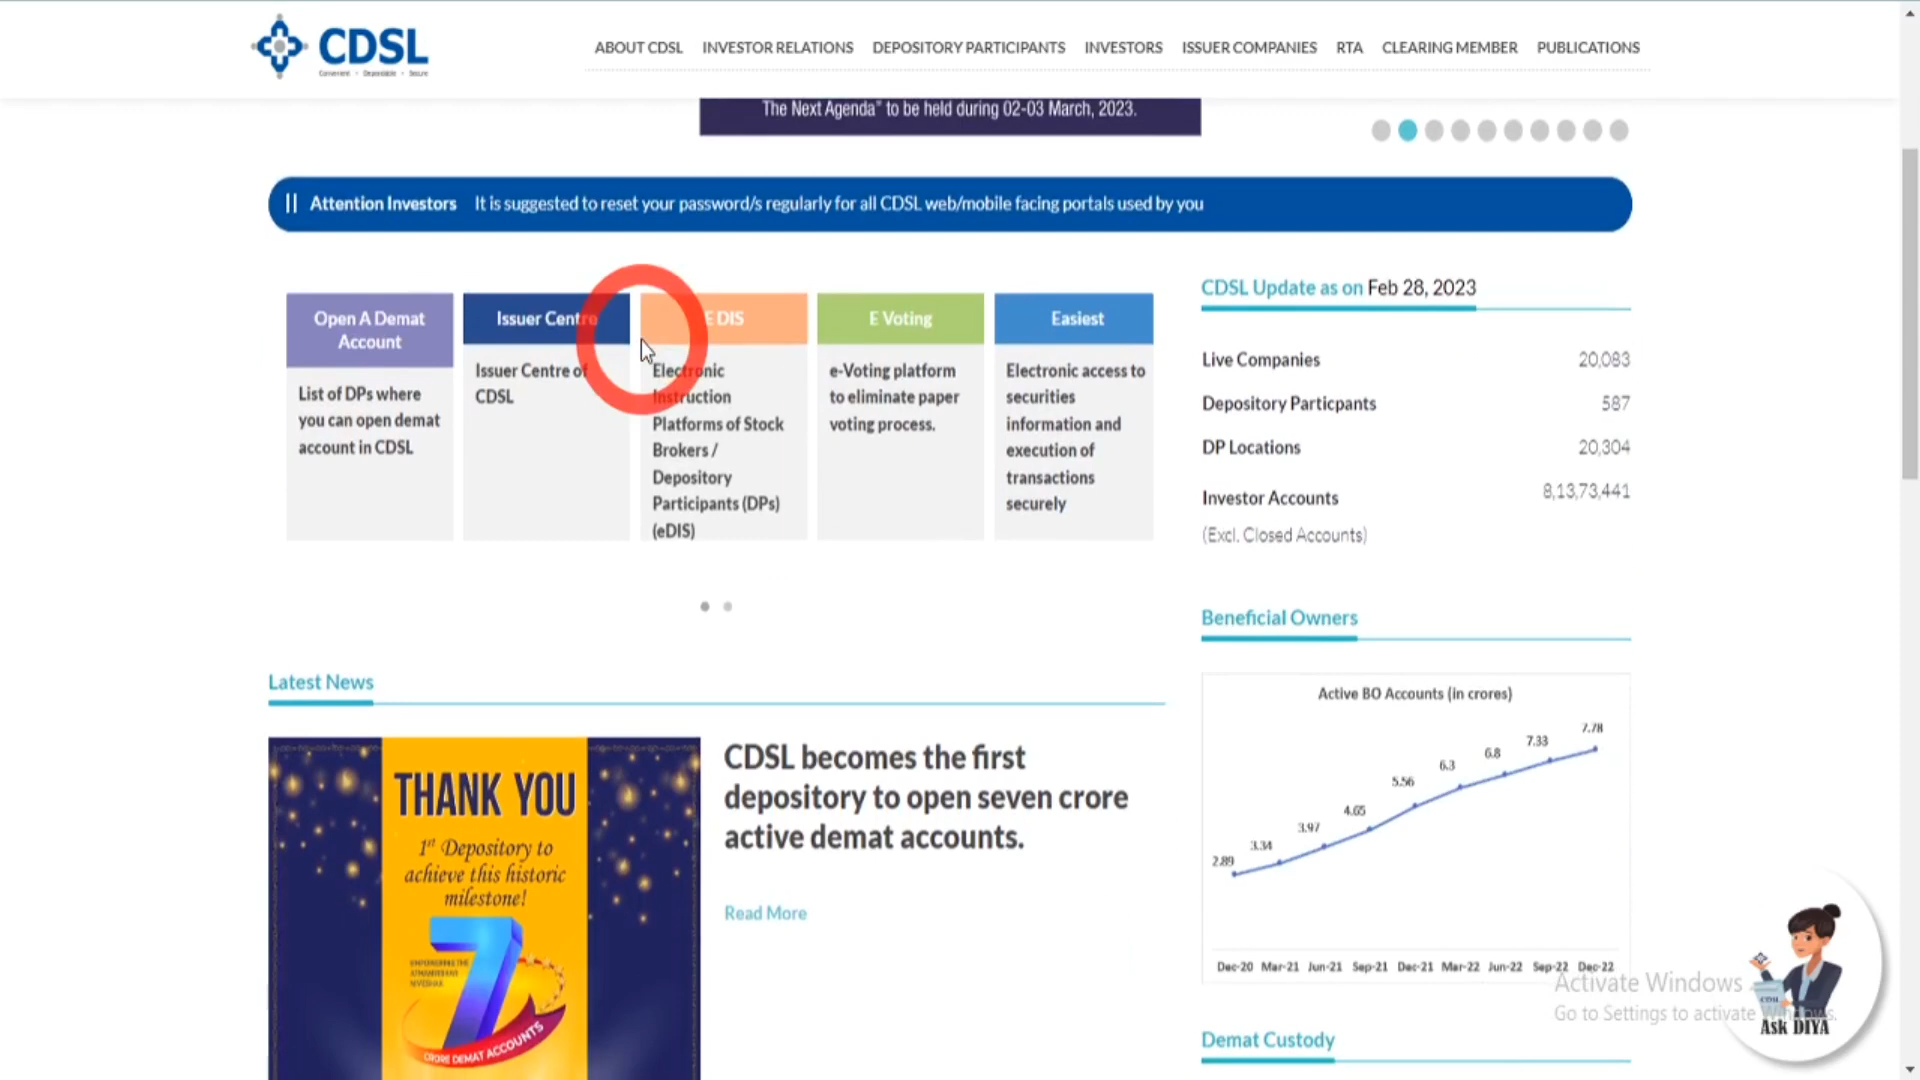 CDSL
Convenient • Dependable • Secure
ABOUT CDSL INVESTOR RELATIONS DEPOSITORY PARTICIPANTS INVESTORS ISSUER COMPANIES RTA CLEARING MEMBER PUBLICATIONS
The Next Agenda" to be held during 02-03 March, 2023.
Attention Investors It is suggested to reset your password/s regularly for all CDSL web/mobile facing portals used by you
Open A Demat
Account
List of DPs where
you can open demat
account in CDSL
Issuer Centre
Issuer Centre of
CDSL
E DIS
Electronic
Instruction
Platforms of Stock
Brokers /
Depository
Participants (DPs)
(eDIS)
E Voting
e-Voting platform
to eliminate paper
voting process.
Easiest
Electronic access to
securities
information and
execution of
transactions
securely
CDSL Update as on Feb 28, 2023
Live Companies 20,083
Depository Particpants 587
DP Locations 20,304
Investor Accounts 8,13,73,441
(Excl. Closed Accounts)
Beneficial Owners
Active BO Accounts (in crores)
2.89 3.34 3.97 4.65 5.56 6.3 6.8 7.33 7.78
Dec-20 Mar-21 Jun-21 Sep-21 Dec-21 Mar-22 Jun-22 Sep-22 Dec-22
Latest News
THANK YOU
1st Depository to
achieve this historic
milestone!
EMPOWERING THE
ATMANIRBHAR
NIVESHAK
7
CRORE DEMAT ACCOUNTS
CDSL becomes the first
depository to open seven crore
active demat accounts.
Read More
Activate Windows
Go to Settings to activate Windows.
CDSL
Ask DIYA
Demat Custody